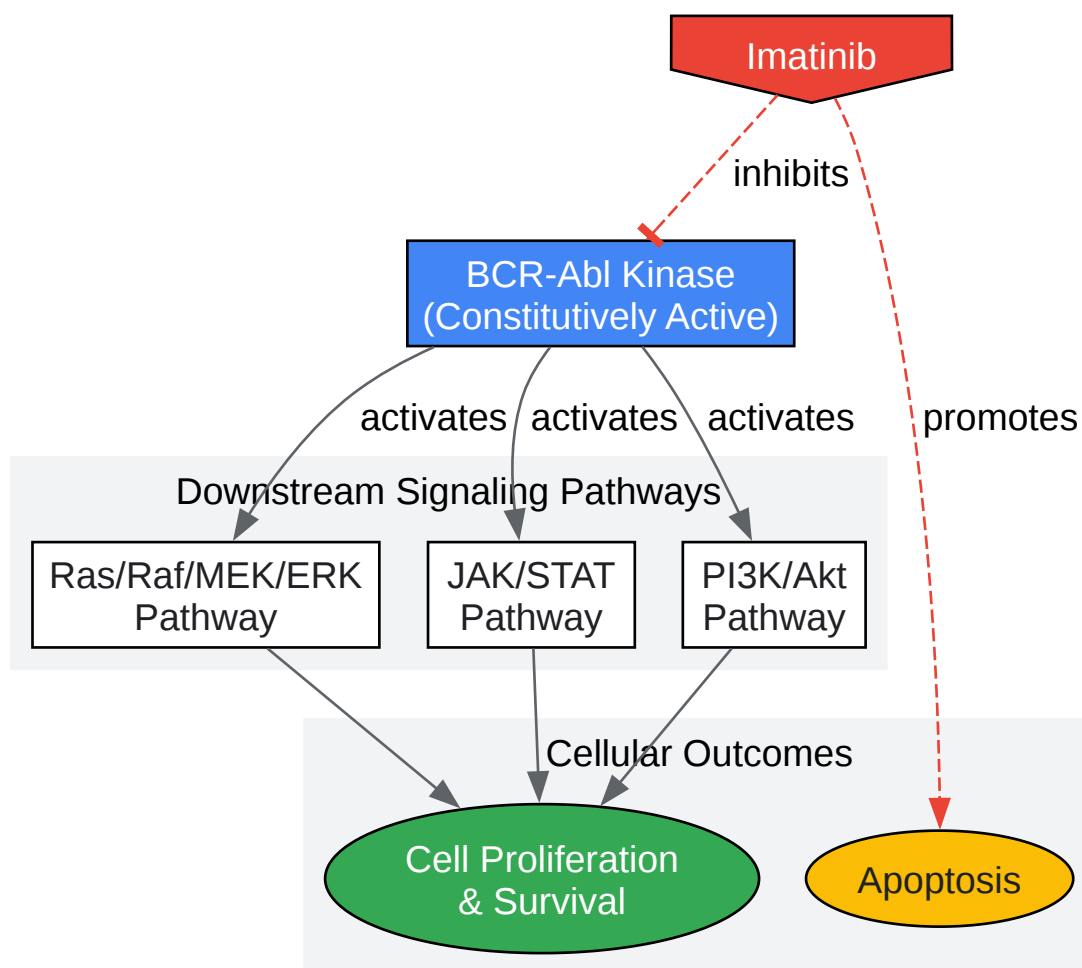 Imatinib
inhibits
BCR-Abl Kinase
(Constitutively Active)
activates
activates
activates
promotes
Downstream Signaling Pathways
Ras/Raf/MEK/ERK
Pathway
JAK/STAT
Pathway
PI3K/Akt
Pathway
Cellular Outcomes
Cell Proliferation
& Survival
Apoptosis